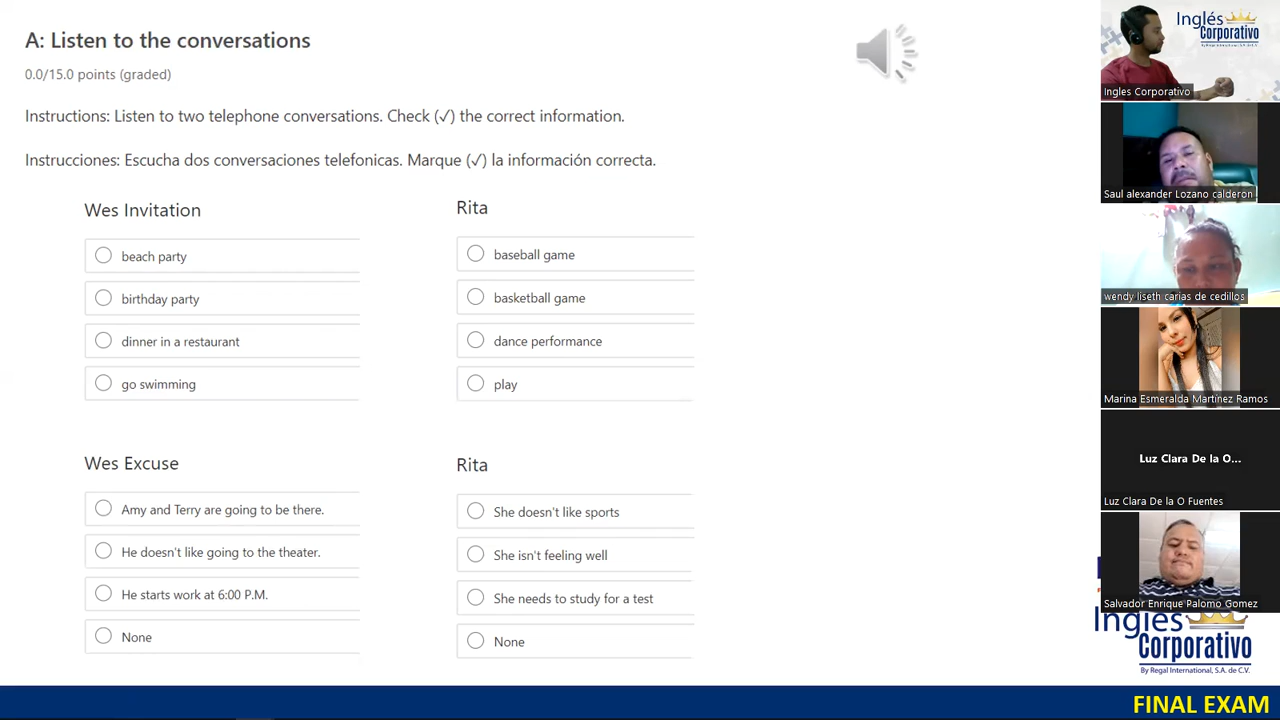 A: Listen to the conversations
0.0/15.0 points (graded)
Instructions: Listen to two telephone conversations. Check (✓) the correct information.
Instrucciones: Escucha dos conversaciones telefonicas. Marque (✓) la información correcta.
Wes Invitation
beach party
birthday party
dinner in a restaurant
go swimming
Rita
baseball game
basketball game
dance performance
play
Wes Excuse
Amy and Terry are going to be there.
He doesn't like going to the theater.
He starts work at 6:00 P.M.
None
Rita
She doesn't like sports
She isn't feeling well
She needs to study for a test
None
Inglés
Corporativo
By Regal International, S.A. de C.V.
Ingles Corporativo
Saul alexander Lozano calderon
wendy liseth carias de cedillos
Marina Esmeralda Martinez Ramos
Luz Clara De la O...
Luz Clara De la O Fuentes
Salvador Enrique Palomo Gomez
Inglés
Corporativo
By Regal International, S.A. de C.V.
FINAL EXAM